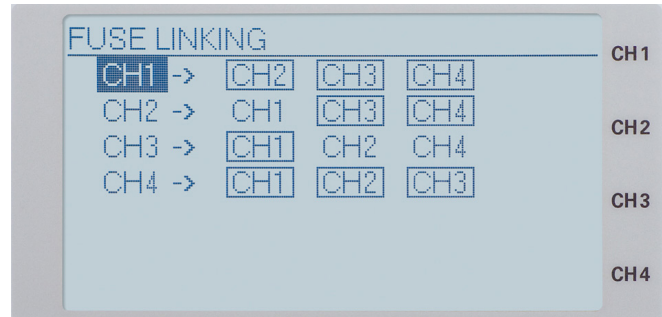 FUSE LINKING
CH1 -> CH2 CH3 CH4
CH2 -> CH1 CH3 CH4
CH3 -> CH1 CH2 CH4
CH4 -> CH1 CH2 CH3
CH1
CH2
CH3
CH4